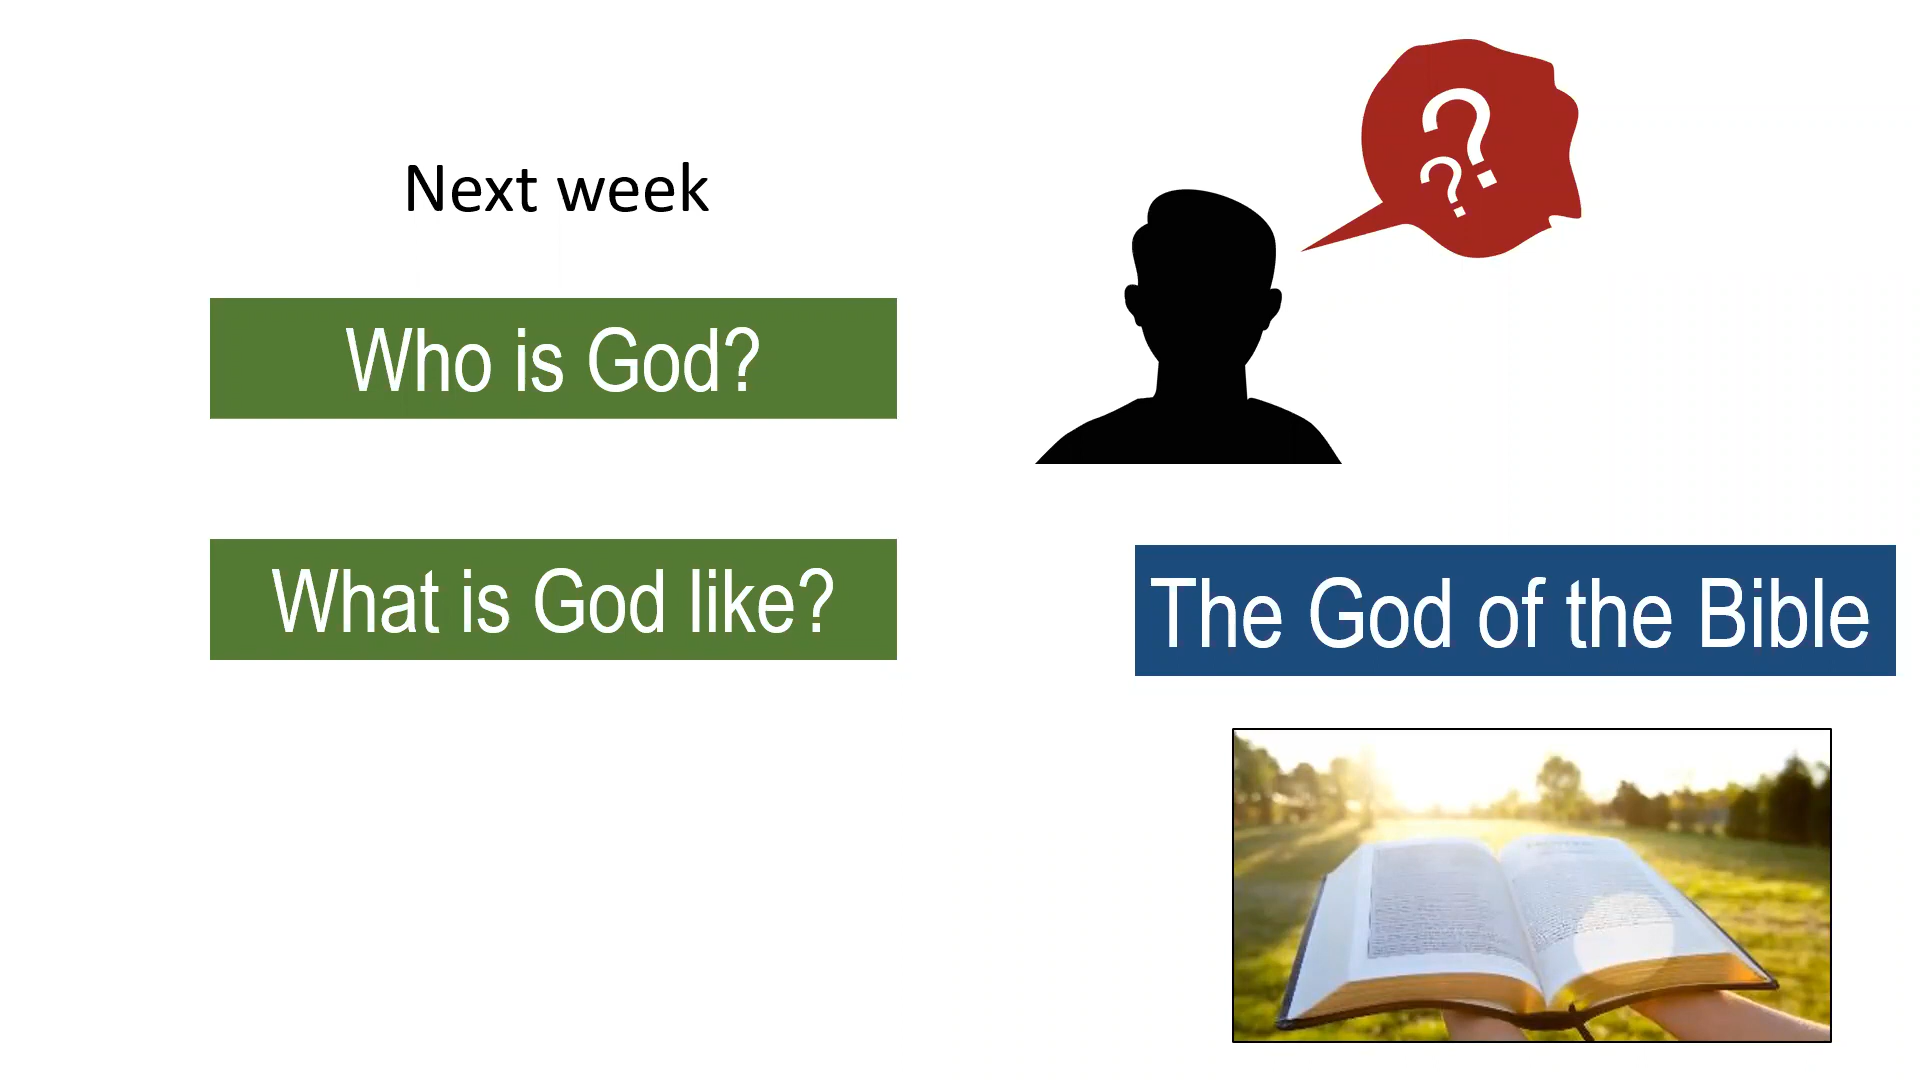 Next week
? ?
Who is God?
What is God like?
The God of the Bible